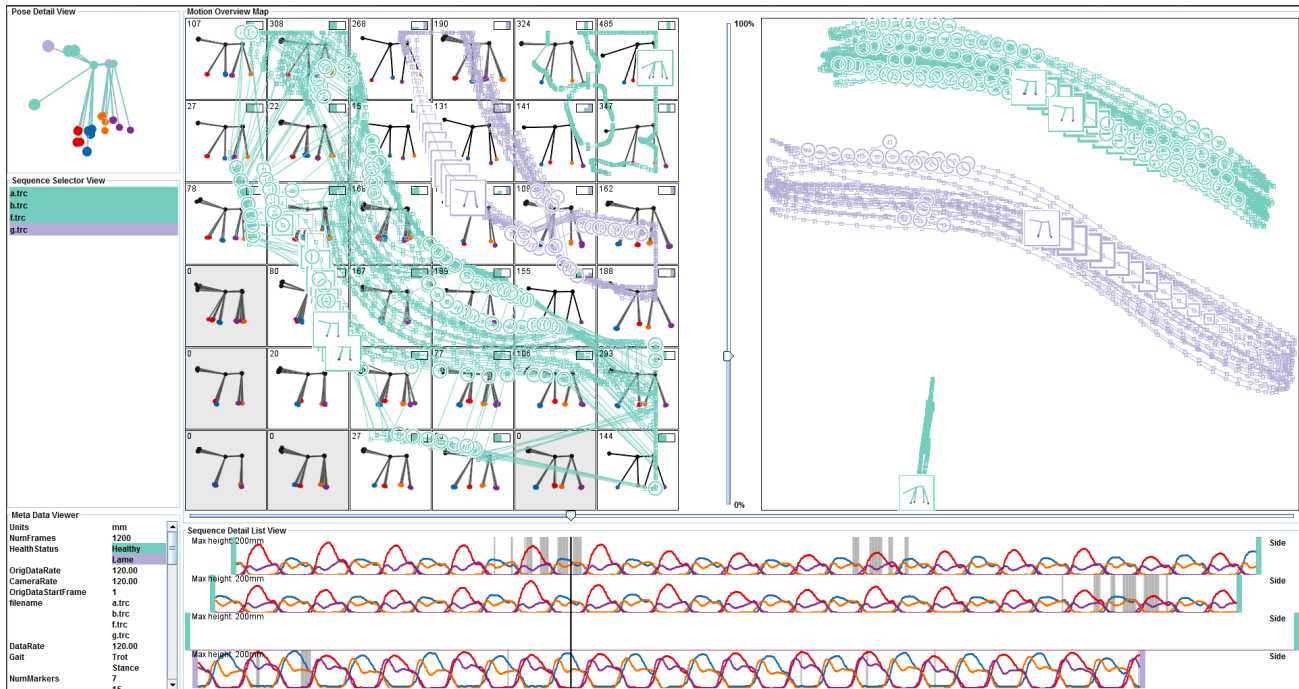 Pose Detail View
Motion Overview Map
107 308 268 190 324 485
100%
27 22 15 131 141 347
Sequence Selector View
a.trc
b.trc
f.trc
g.trc
78 168 162
0 80 167 189 155 188
0 20 77 106 293
0 0 27 0 144
0%
Meta Data Viewer
Units mm
NumFrames 1200
HealthStatus Healthy
Lame
OrigDataRate 120.00
CameraRate 120.00
OrigDataStartFrame 1
filename a.trc
b.trc
f.trc
g.trc
DataRate 120.00
Gait Trot
Stance
NumMarkers 7
Sequence Detail List View
Max height: 200mm Side
Max height: 200mm Side
Max height: 200mm Side
Max height: 200mm Side